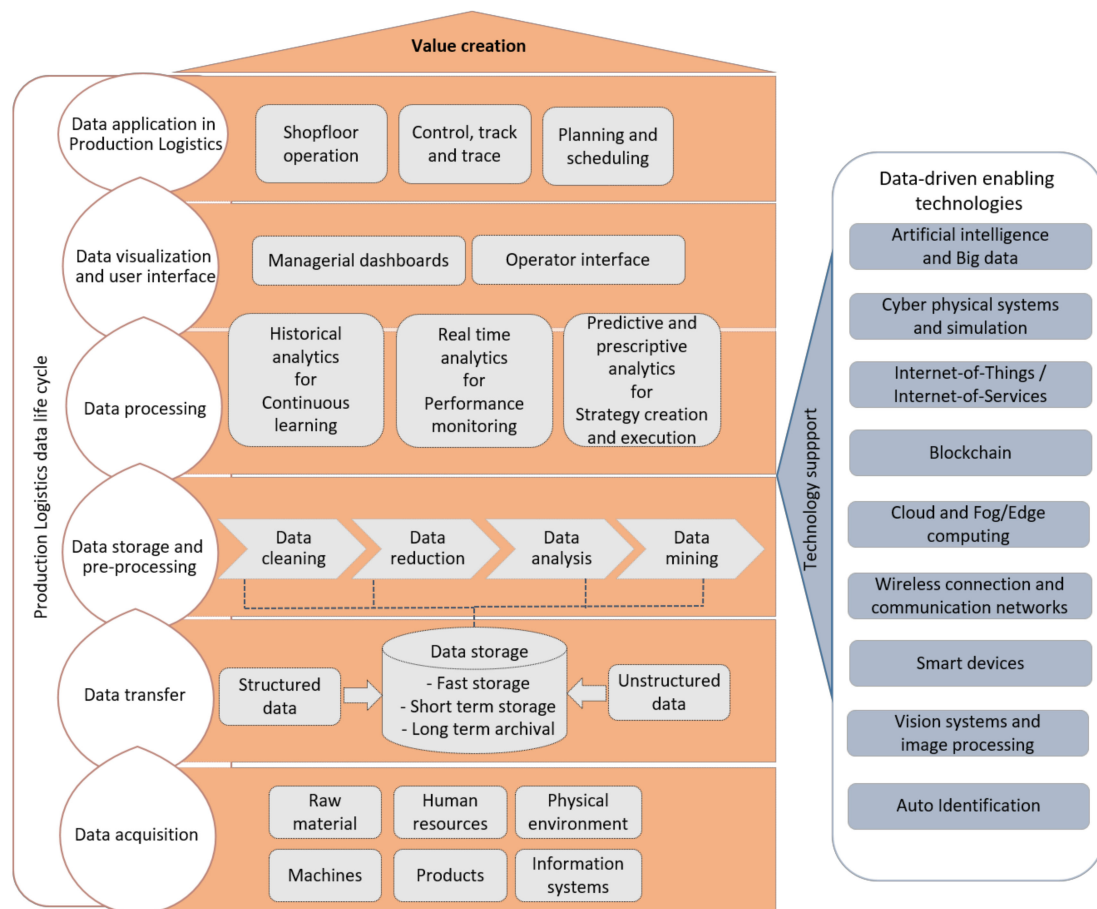 Value creation
Production Logistics data life cycle
Data application in
Production Logistics
Shopfloor
operation
Control, track
and trace
Planning and
scheduling
Data visualization
and user interface
Managerial dashboards
Operator interface
Data processing
Historical
analytics
for
Continuous
learning
Real time
analytics
for
Performance
monitoring
Predictive and
prescriptive
analytics
for
Strategy creation
and execution
Data storage and
pre-processing
Data
cleaning
Data
reduction
Data
analysis
Data
mining
Data transfer
Structured
data
Data storage
- Fast storage
- Short term storage
- Long term archival
Unstructured
data
Data acquisition
Raw
material
Human
resources
Physical
environment
Machines
Products
Information
systems
Technology suppport
Data-driven enabling
technologies
Artificial intelligence
and Big data
Cyber physical systems
and simulation
Internet-of-Things /
Internet-of-Services
Blockchain
Cloud and Fog/Edge
computing
Wireless connection and
communication networks
Smart devices
Vision systems and
image processing
Auto Identification